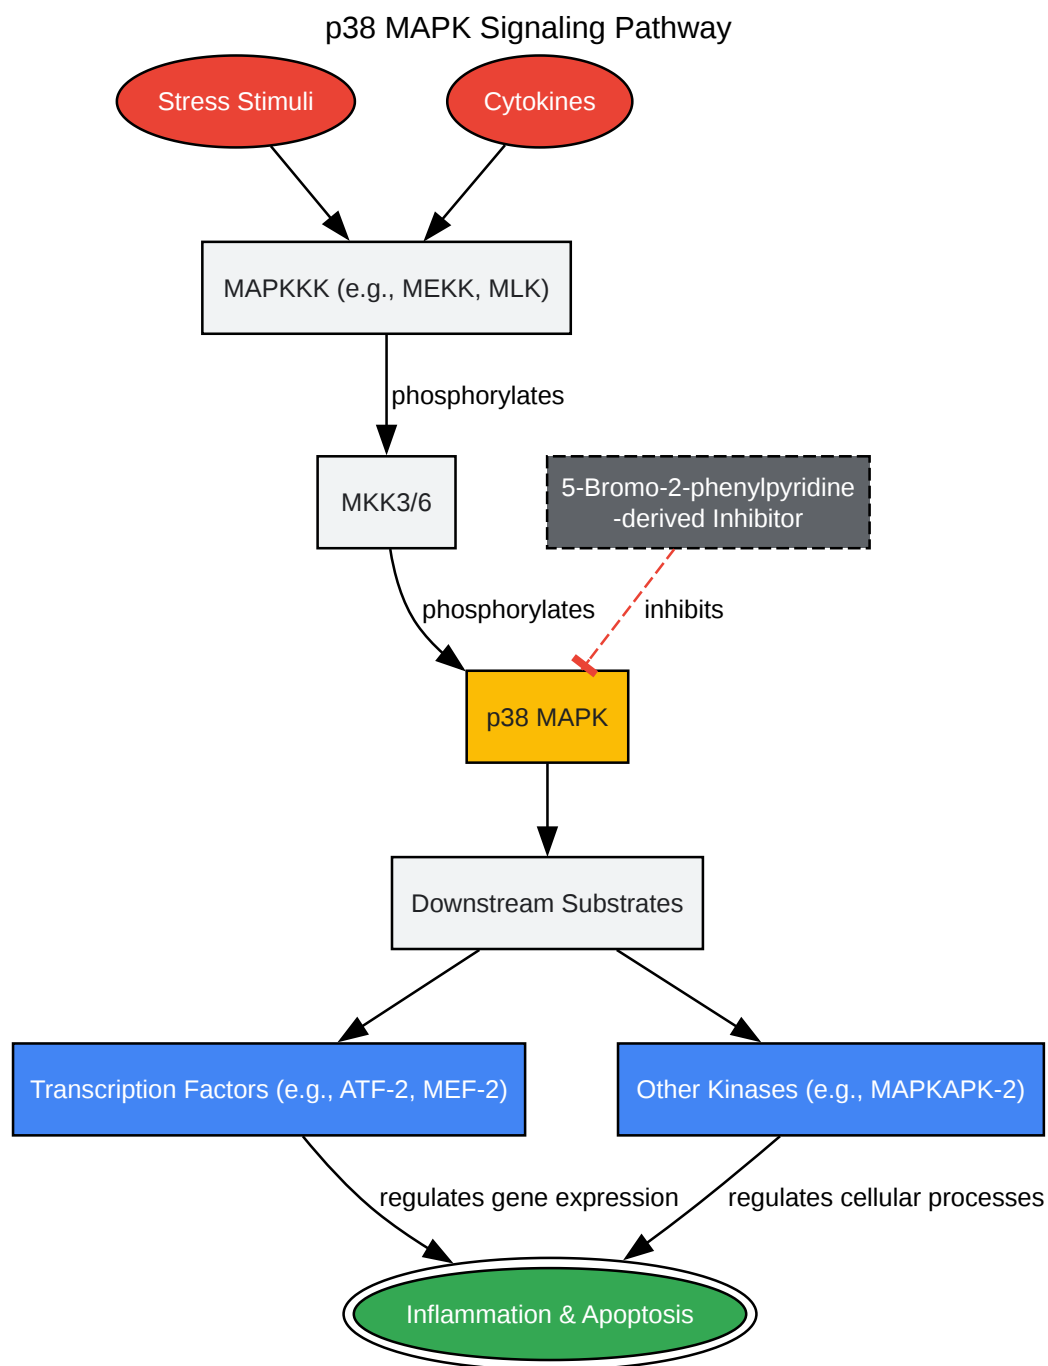 p38 MAPK Signaling Pathway
Stress Stimuli
Cytokines
MAPKKK (e.g., MEKK, MLK)
phosphorylates
MKK3/6
5-Bromo-2-phenylpyridine
-derived Inhibitor
phosphorylates
inhibits
p38 MAPK
Downstream Substrates
Transcription Factors (e.g., ATF-2, MEF-2)
Other Kinases (e.g., MAPKAPK-2)
regulates gene expression
regulates cellular processes
Inflammation & Apoptosis